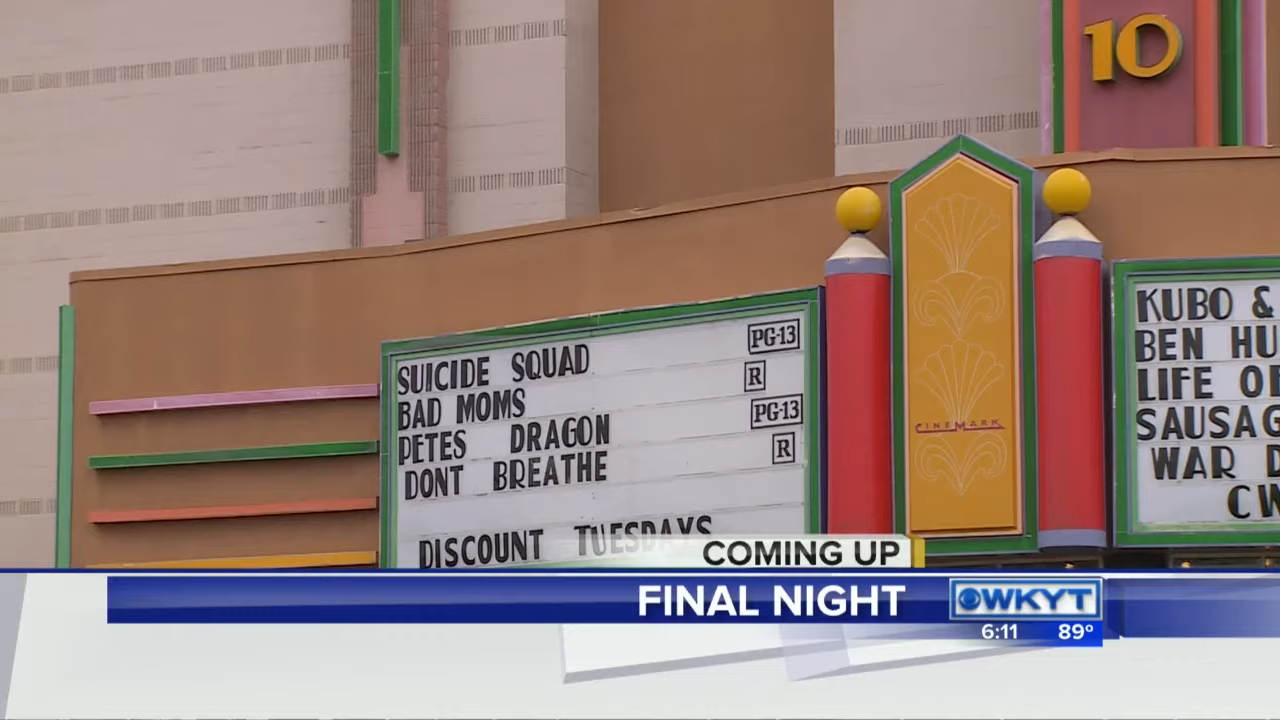 10
SUICIDE SQUAD PG-13
BAD MOMS R
PETES DRAGON PG-13
DONT BREATHE R
DISCOUNT TUESDAYS
CINEMARK
KUBO &
BEN HU
LIFE OF
SAUSAG
WAR D
CW
COMING UP
FINAL NIGHT
WKYT
6:11 89°